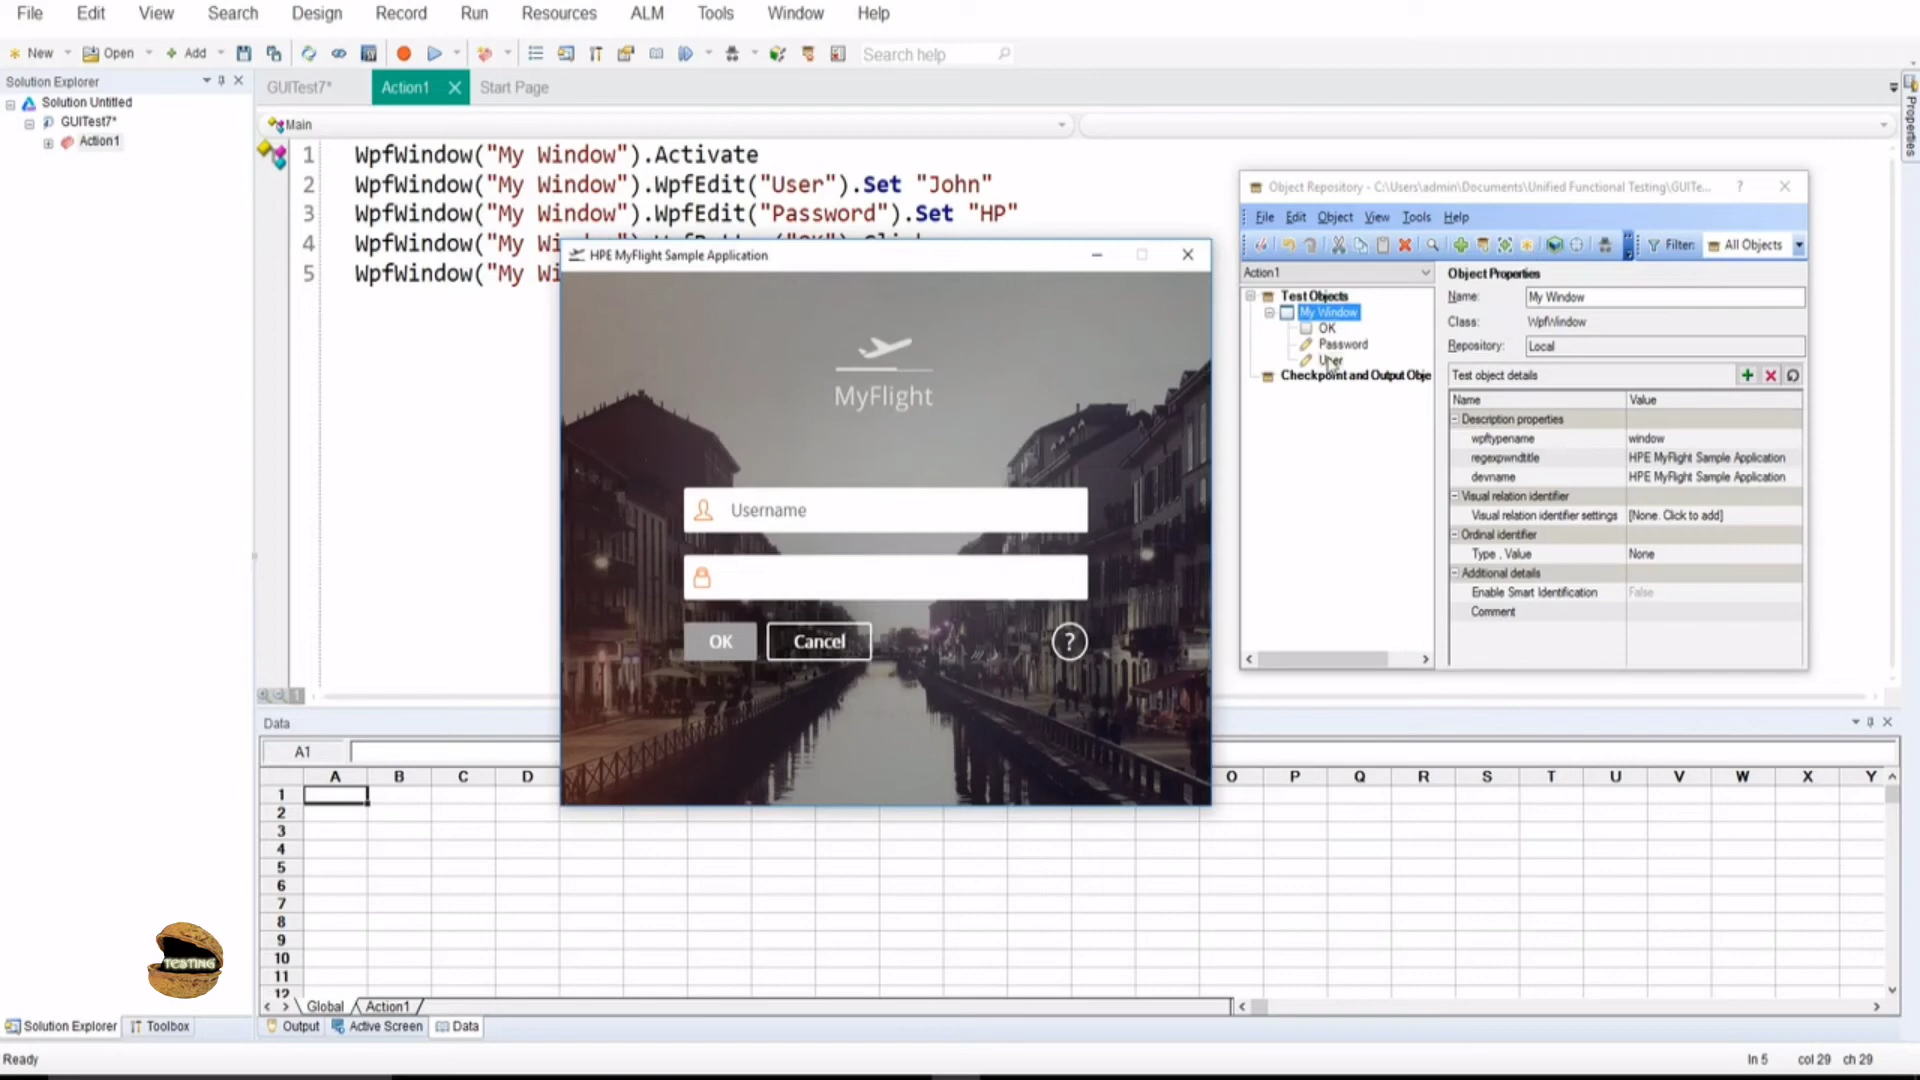 File Edit View Search Design Record Run Resources ALM Tools Window Help
New Open Add Search help
Solution Explorer
GUITest7* Action1 Start Page
Properties
Solution Untitled
GUITest7*
Action1
Main
1 WpfWindow("My Window").Activate
2 WpfWindow("My Window").WpfEdit("User").Set "John"
3 WpfWindow("My Window").WpfEdit("Password").Set "HP"
4 WpfWindow("My Wi
5 WpfWindow("My Wi
HPE MyFlight Sample Application
MyFlight
Username
OK Cancel ?
Object Repository - C:\Users\admin\Documents\Unified Functional Testing\GUITe... ?
File Edit Object View Tools Help
Filter: All Objects
Action1
Test Objects
My Window
OK
Password
User
Checkpoint and Output Obje
Object Properties
Name: My Window
Class: WpfWindow
Repository: Local
Test object details
Name Value
Description properties
wpftypename window
regexpwndtitle HPE MyFlight Sample Application
devname HPE MyFlight Sample Application
Visual relation identifier
Visual relation identifier settings [None. Click to add]
Ordinal identifier
Type , Value None
Additional details
Enable Smart Identification False
Comment
1
Data
A1
A B C D O P Q R S T U V W X Y
1
2
3
4
5
6
7
8
9
10
11
12
Global Action1
TESTING
Solution Explorer Toolbox Output Active Screen Data
Ready ln 5 col 29 ch 29